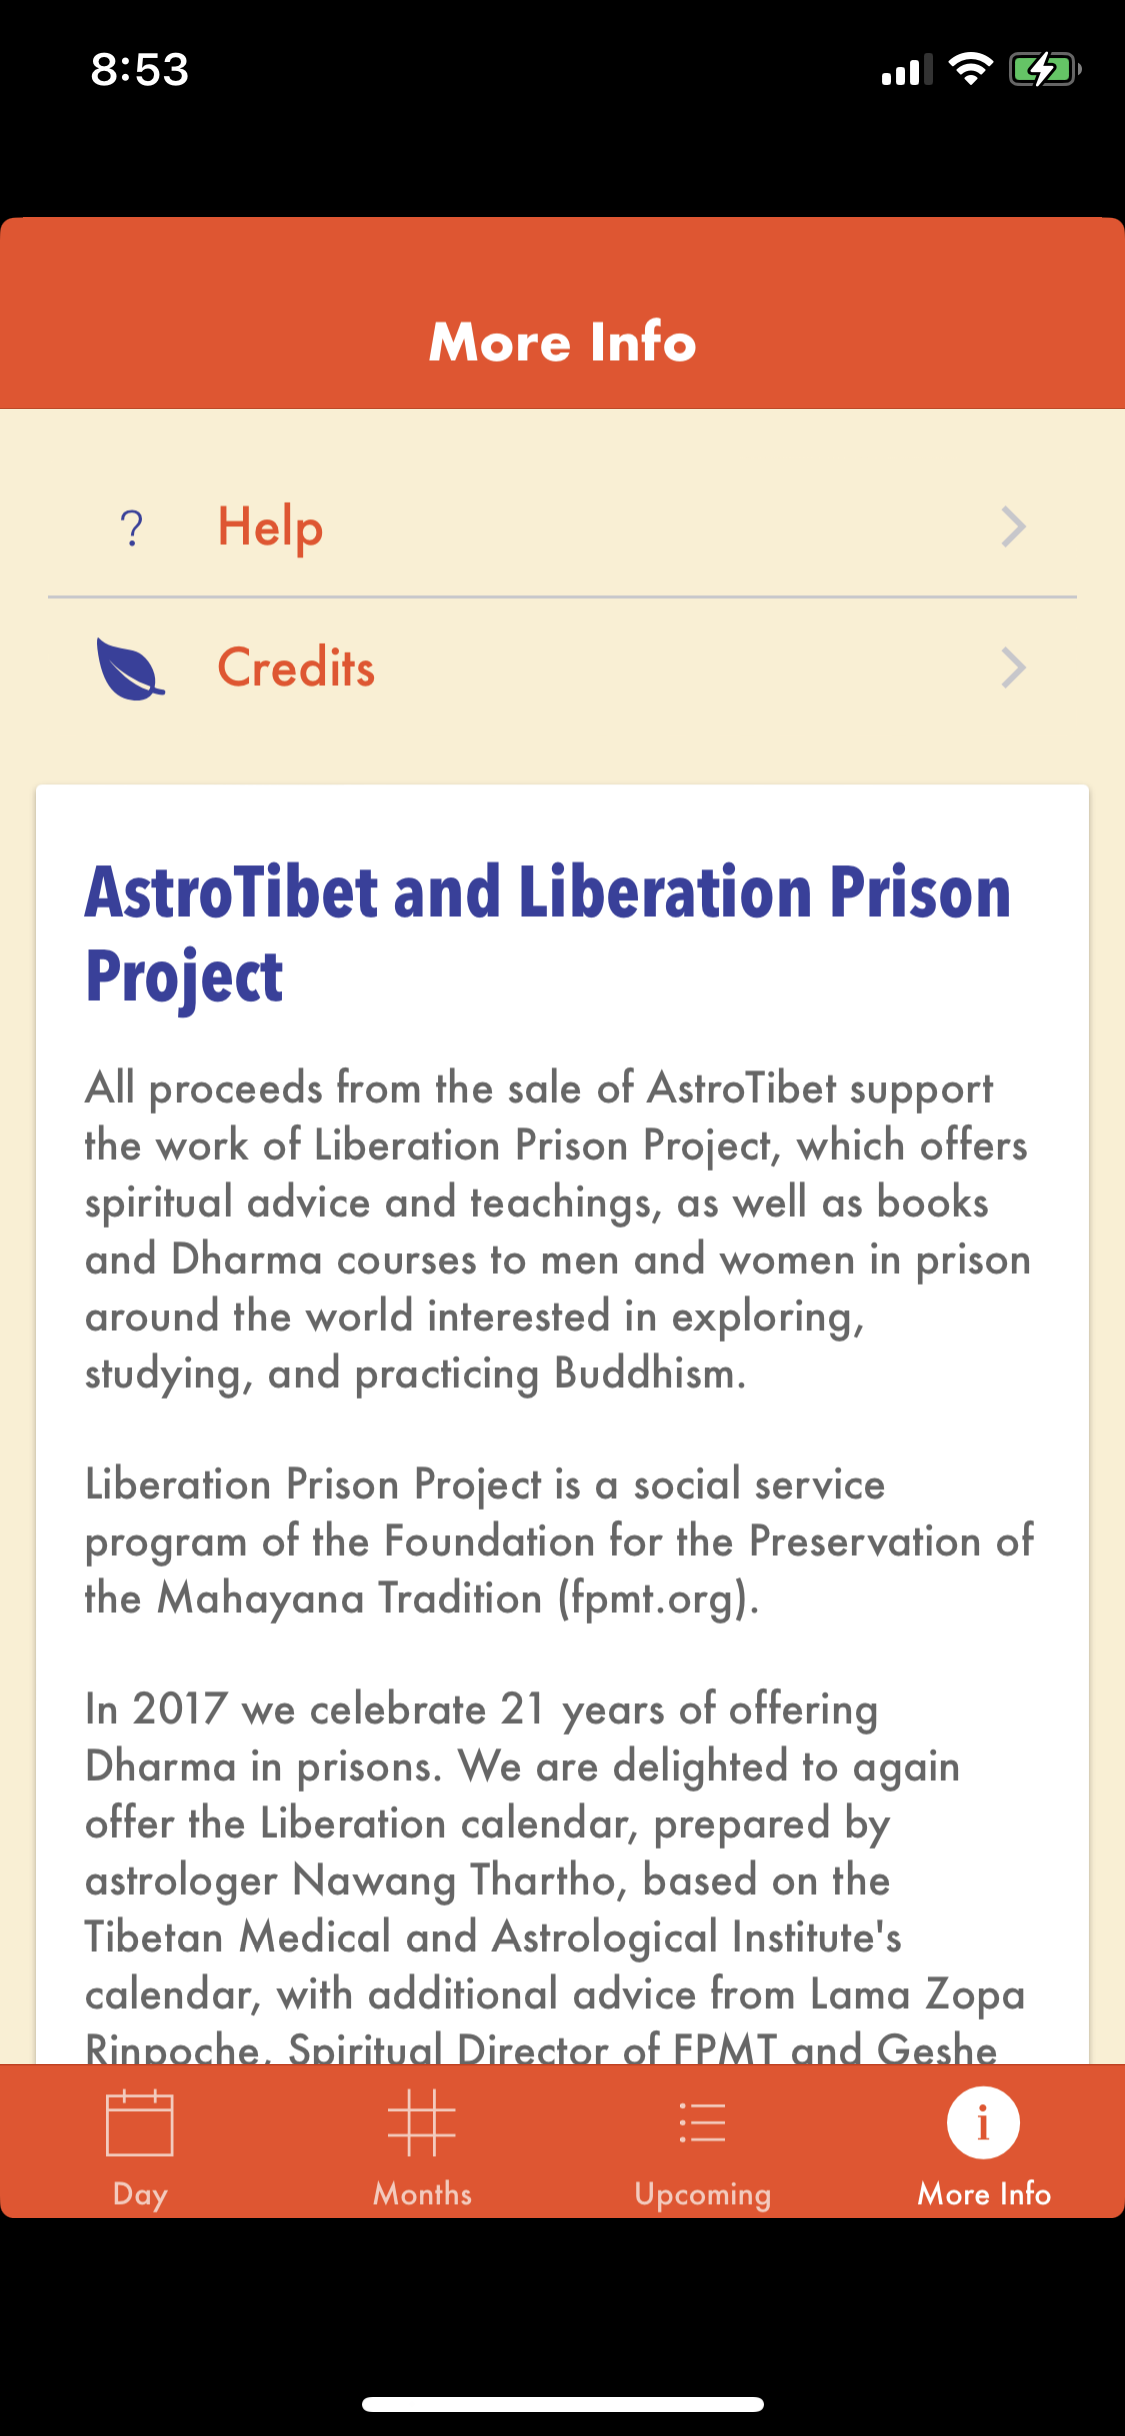 8:53
More Info
? Help
Credits
AstroTibet and Liberation Prison
Project
All proceeds from the sale of AstroTibet support
the work of Liberation Prison Project, which offers
spiritual advice and teachings, as well as books
and Dharma courses to men and women in prison
around the world interested in exploring,
studying, and practicing Buddhism.
Liberation Prison Project is a social service
program of the Foundation for the Preservation of
the Mahayana Tradition (fpmt.org).
In 2017 we celebrate 21 years of offering
Dharma in prisons. We are delighted to again
offer the Liberation calendar, prepared by
astrologer Nawang Thartho, based on the
Tibetan Medical and Astrological Institute's
calendar, with additional advice from Lama Zopa
Rinpoche, Spiritual Director of FPMT and Geshe
Day
Months
Upcoming
More Info